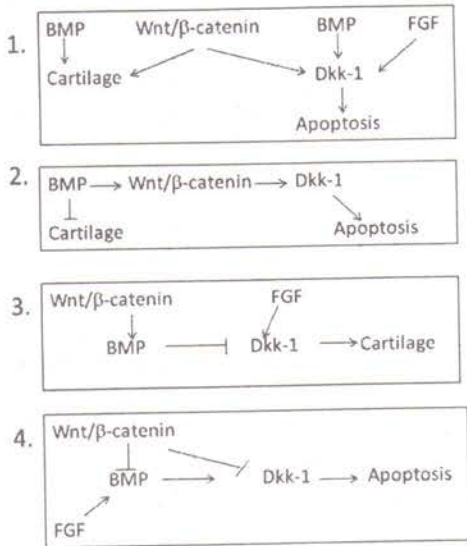 1.
BMP Wnt/β-catenin BMP FGF
Cartilage Dkk-1
Apoptosis
2.
BMP Wnt/β-catenin Dkk-1
Cartilage Apoptosis
3.
Wnt/β-catenin FGF
BMP Dkk-1 Cartilage
4.
Wnt/β-catenin
BMP Dkk-1 Apoptosis
FGF